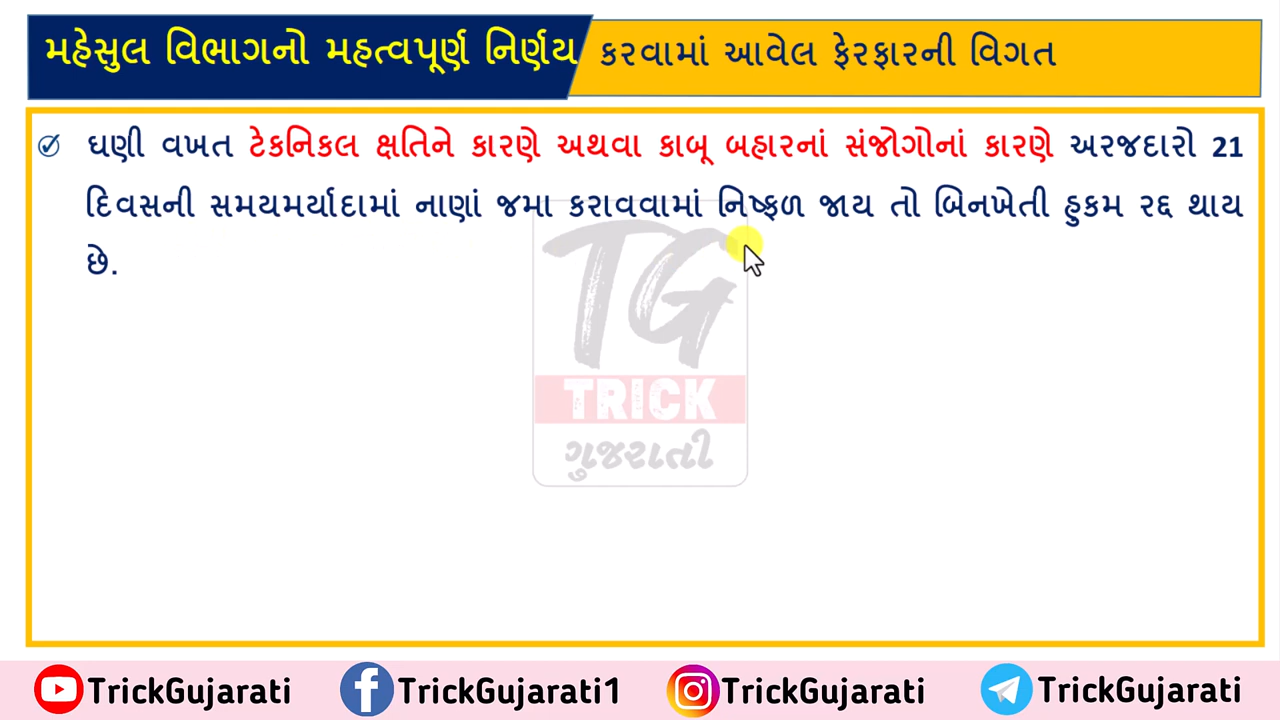 મહેસુલ વિભાગનો મહત્વપૂર્ણ નિર્ણય કરવામાં આવેલ ફેરફારની વિગત
ઘણી વખત ટેકનિકલ ક્ષતિને કારણે અથવા કાબૂ બહારનાં સંજોગોનાં કારણે અરજદારો 21
દિવસની સમયમર્યાદામાં નાણાં જમા કરાવવામાં નિષ્ફળ જાય તો બિનખેતી હુકમ રદ્દ થાય
છે.
TG
TRICK
ગુજરાતી
TrickGujarati TrickGujarati1 TrickGujarati TrickGujarati